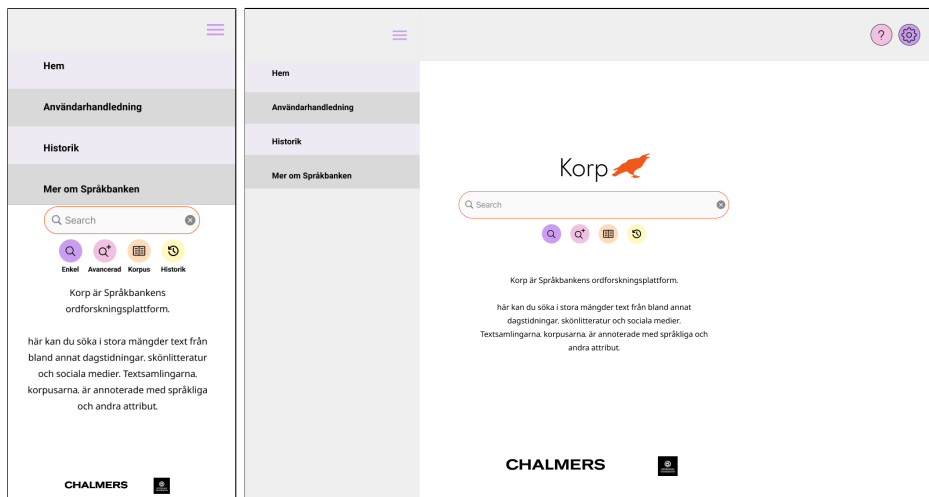 Hem
Användarhandledning
Historik
Mer om Språkbanken
Search
Enkel Avancerad Korpus Historik
Korp är Språkbankens
ordforskningsplattform.
här kan du söka i stora mängder text från
bland annat dagstidningar, skönlitteratur
och sociala medier. Textsamlingarna,
korpusarna, är annoterade med språkliga
och andra attribut.
CHALMERS
?
Hem
Användarhandledning
Historik
Mer om Språkbanken
Korp
Search
Korp är Språkbankens ordforskningsplattform.
här kan du söka i stora mängder text från bland annat
dagstidningar, skönlitteratur och sociala medier.
Textsamlingarna, korpusarna, är annoterade med språkliga och
andra attribut.
CHALMERS